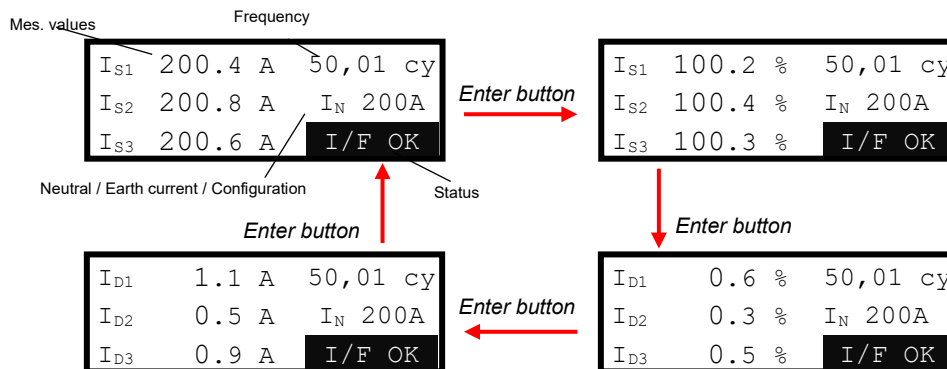 Mes. values
Frequency
IS1 200.4 A 50,01 cy
IS2 200.8 A IN 200A
IS3 200.6 A I/F OK
Enter button
IS1 100.2 % 50,01 cy
IS2 100.4 % IN 200A
IS3 100.3 % I/F OK
Neutral / Earth current / Configuration
Status
Enter button
Enter button
ID1 1.1 A 50,01 cy
ID2 0.5 A IN 200A
ID3 0.9 A I/F OK
Enter button
ID1 0.6 % 50,01 cy
ID2 0.3 % IN 200A
ID3 0.5 % I/F OK